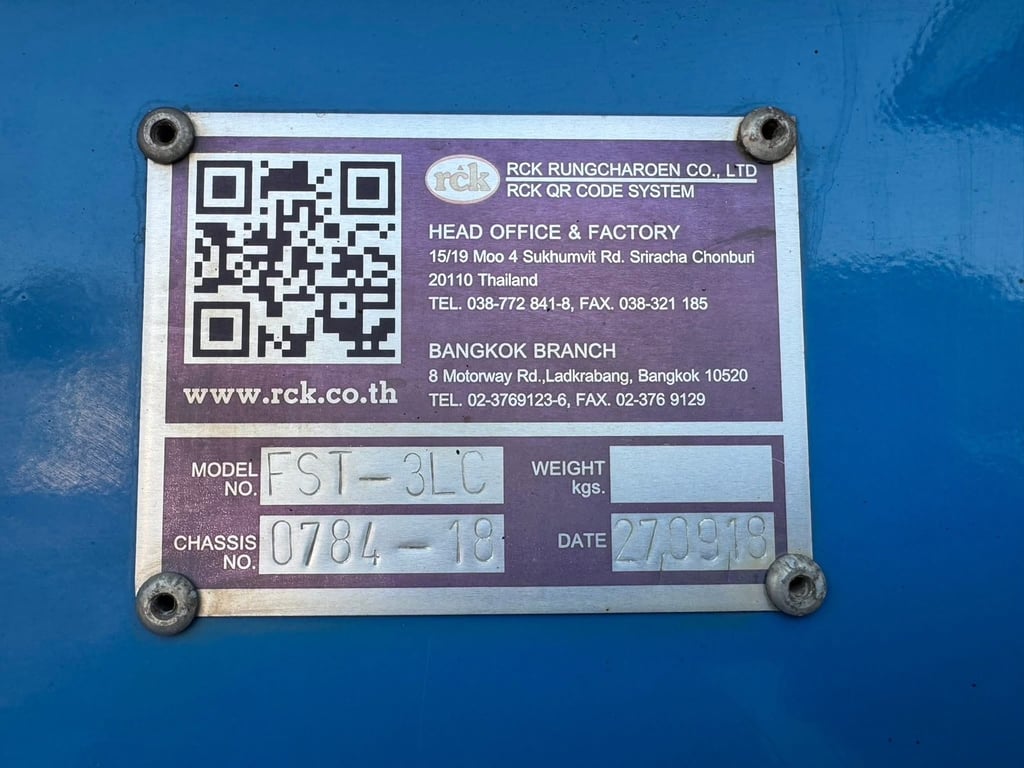 rck
RCK RUNGCHAROEN CO., LTD
RCK QR CODE SYSTEM
HEAD OFFICE & FACTORY
15/19 Moo 4 Sukhumvit Rd. Sriracha Chonburi
20110 Thailand
TEL. 038-772 841-8, FAX. 038-321 185
BANGKOK BRANCH
8 Motorway Rd.,Ladkrabang, Bangkok 10520
TEL. 02-3769123-6, FAX. 02-376 9129
www.rck.co.th
MODEL NO. FST-3LC
WEIGHT kgs.
CHASSIS NO. 0784-18
DATE 27,09,18